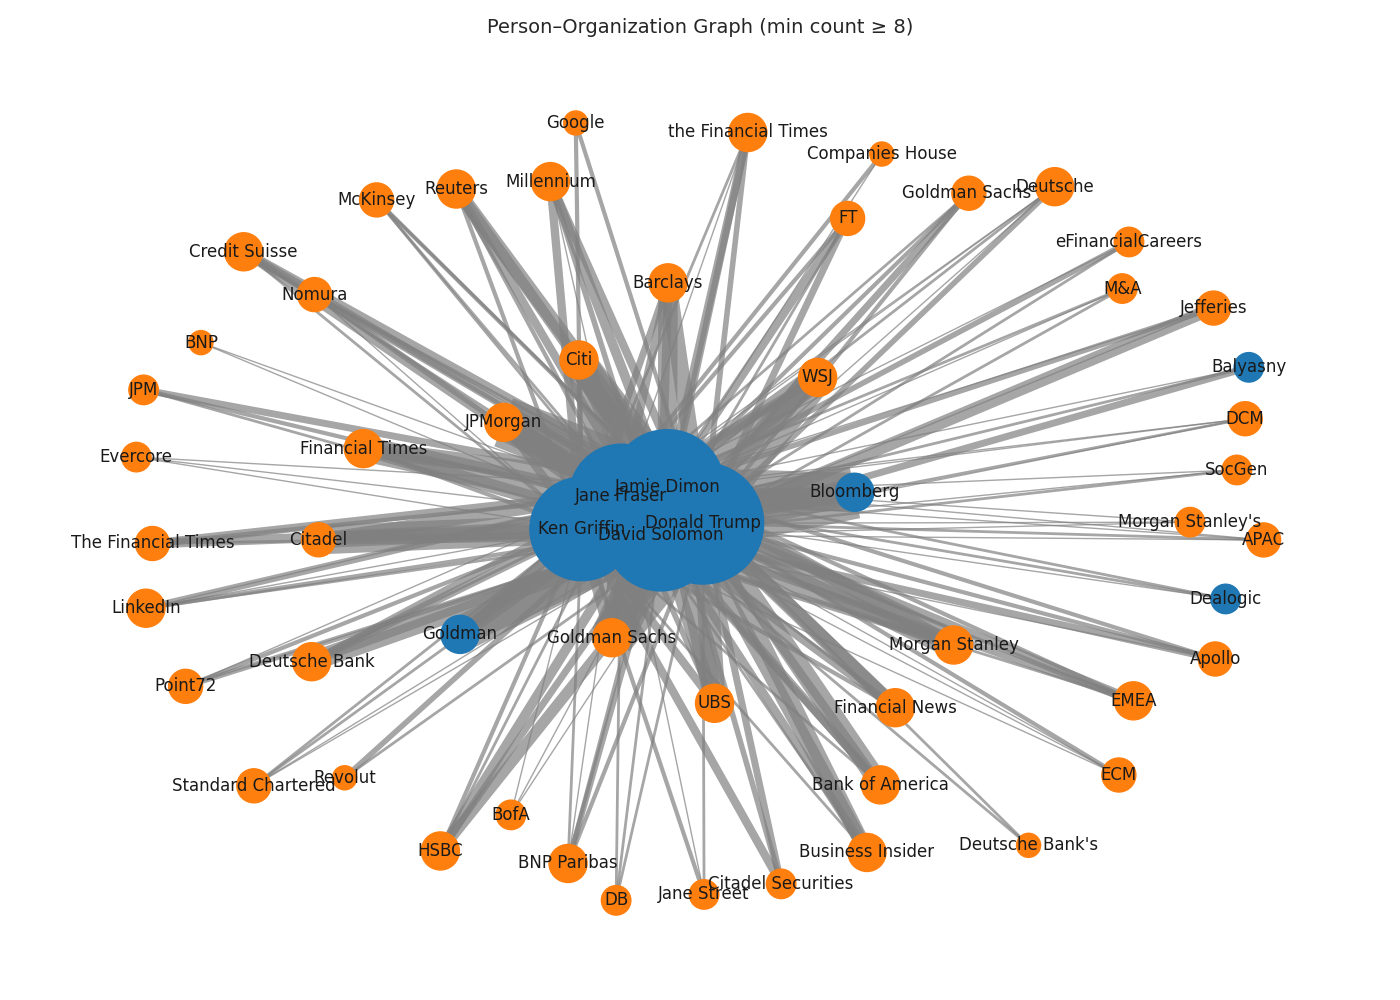 Person–Organization Graph (min count ≥ 8)
Google
the Financial Times
Companies House
McKinsey
Reuters
Millennium
Goldman Sachs'
Deutsche
FT
eFinancialCareers
Credit Suisse
Nomura
Barclays
M&A
Jefferies
BNP
Citi
WSJ
Balyasny
JPM
JPMorgan
DCM
Evercore
Financial Times
SocGen
Jamie Dimon
Jane Fraser
Bloomberg
Ken Griffin
Donald Trump
David Solomon
Morgan Stanley's
APAC
The Financial Times
Citadel
LinkedIn
Dealogic
Goldman
Goldman Sachs
Morgan Stanley
Deutsche Bank
Apollo
Point72
UBS
Financial News
EMEA
Standard Chartered
Revolut
Bank of America
ECM
BofA
HSBC
BNP Paribas
Business Insider
Deutsche Bank's
DB
Jane Street
Citadel Securities